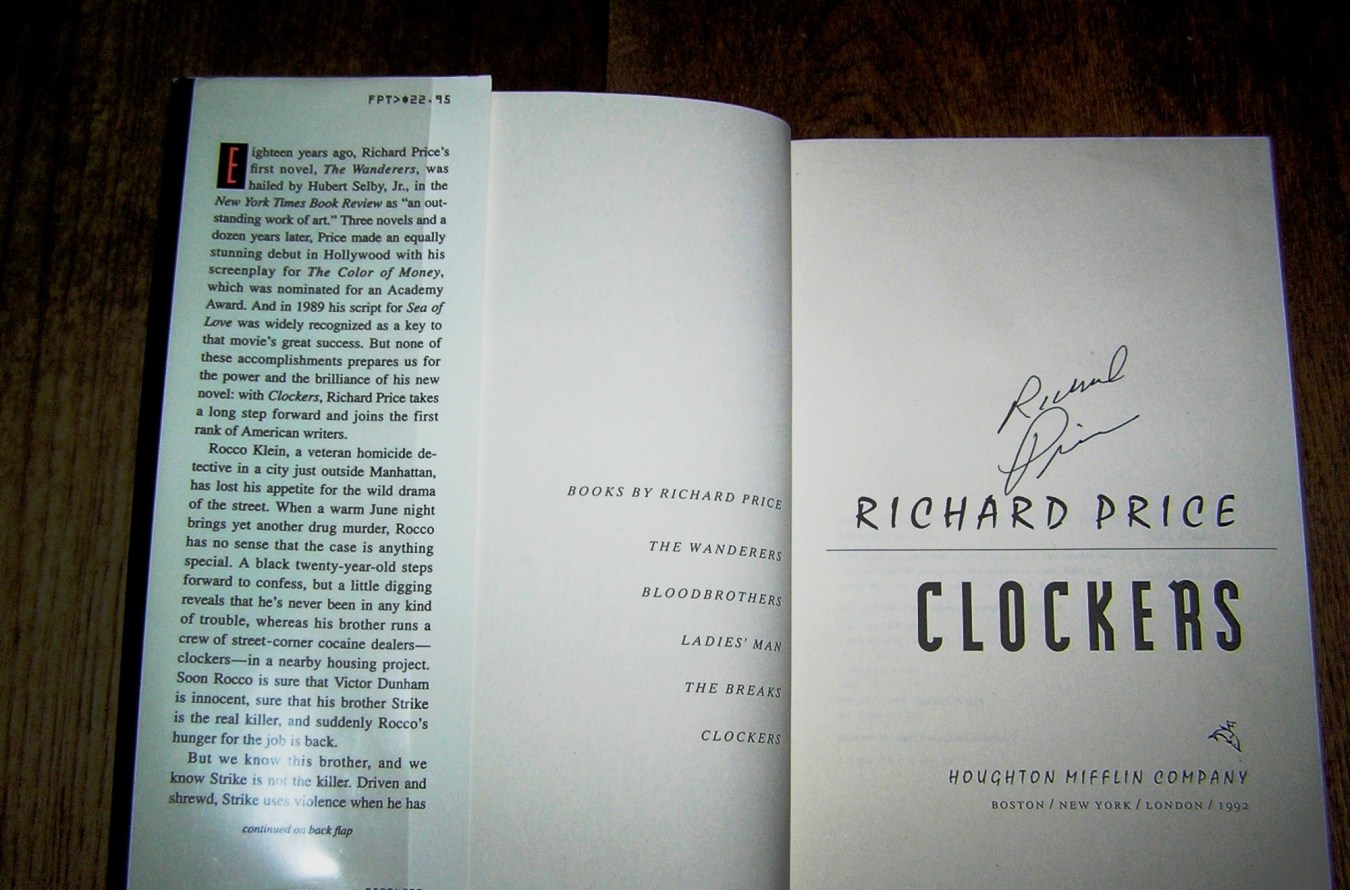 FPT>$22.95
Eighteen years ago, Richard Price's
first novel, The Wanderers, was
hailed by Hubert Selby, Jr., in the
New York Times Book Review as "an out-
standing work of art." Three novels and a
dozen years later, Price made an equally
stunning debut in Hollywood with his
screenplay for The Color of Money,
which was nominated for an Academy
Award. And in 1989 his script for Sea of
Love was widely recognized as a key to
that movie's great success. But none of
these accomplishments prepares us for
the power and the brilliance of his new
novel: with Clockers, Richard Price takes
a long step forward and joins the first
rank of American writers.
Rocco Klein, a veteran homicide de-
tective in a city just outside Manhattan,
has lost his appetite for the wild drama
of the street. When a warm June night
brings yet another drug murder, Rocco
has no sense that the case is anything
special. A black twenty-year-old steps
forward to confess, but a little digging
reveals that he's never been in any kind
of trouble, whereas his brother runs a
crew of street-corner cocaine dealers—
clockers—in a nearby housing project.
Soon Rocco is sure that Victor Dunham
is innocent, sure that his brother Strike
is the real killer, and suddenly Rocco's
hunger for the job is back.
But we know this brother, and we
know Strike is not the killer. Driven and
shrewd, Strike uses violence when he has
continued on back flap
BOOKS BY RICHARD PRICE
THE WANDERERS
BLOODBROTHERS
LADIES' MAN
THE BREAKS
CLOCKERS
Richard
Price
RICHARD PRICE
CLOCKERS
HOUGHTON MIFFLIN COMPANY
BOSTON / NEW YORK / LONDON / 1992